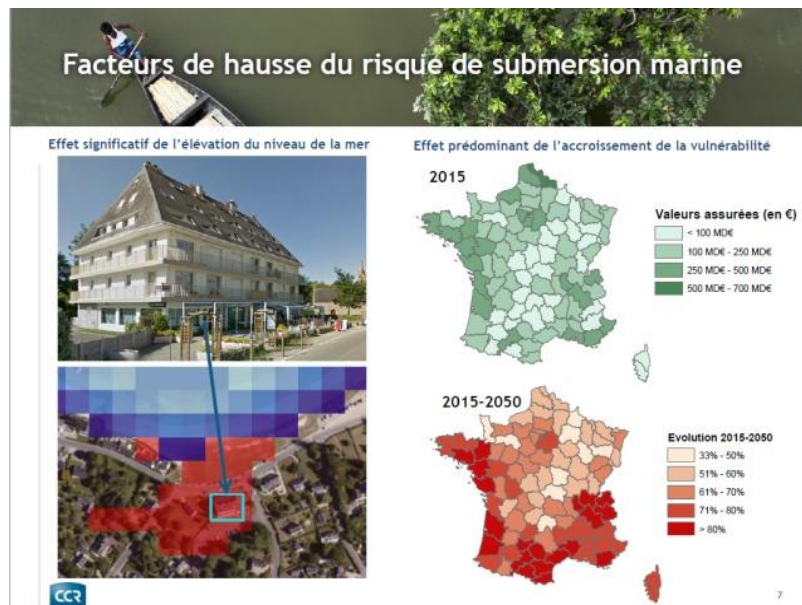 Facteurs de hausse du risque de submersion marine
Effet significatif de l'élévation du niveau de la mer
Effet prédominant de l'accroissement de la vulnérabilité
2015
Valeurs assurées (en €)
< 100 MD€
100 MD€ - 250 MD€
250 MD€ - 500 MD€
500 MD€ - 700 MD€
2015-2050
Evolution 2015-2050
33% - 50%
51% - 60%
61% - 70%
71% - 80%
> 80%
CCR
7